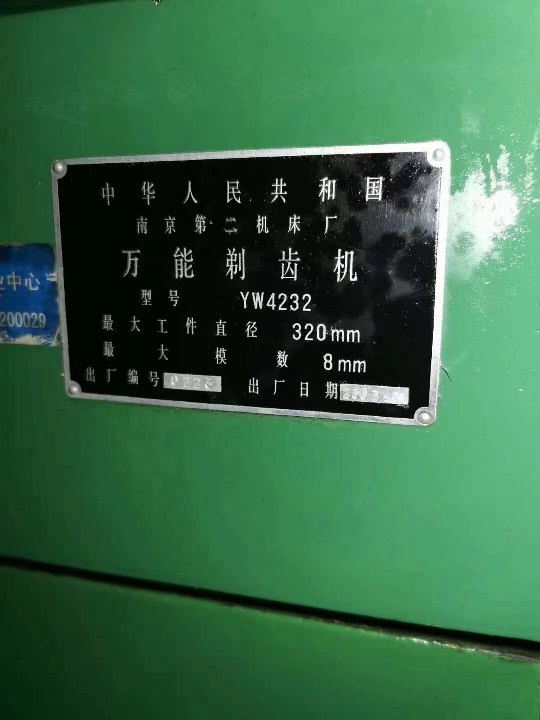 中华人民共和国
南京第二机床厂
万能剃齿机
型号 YW4232
最大工件直径 320mm
最大模数 8mm
出厂编号 出厂日期
业中心
200029